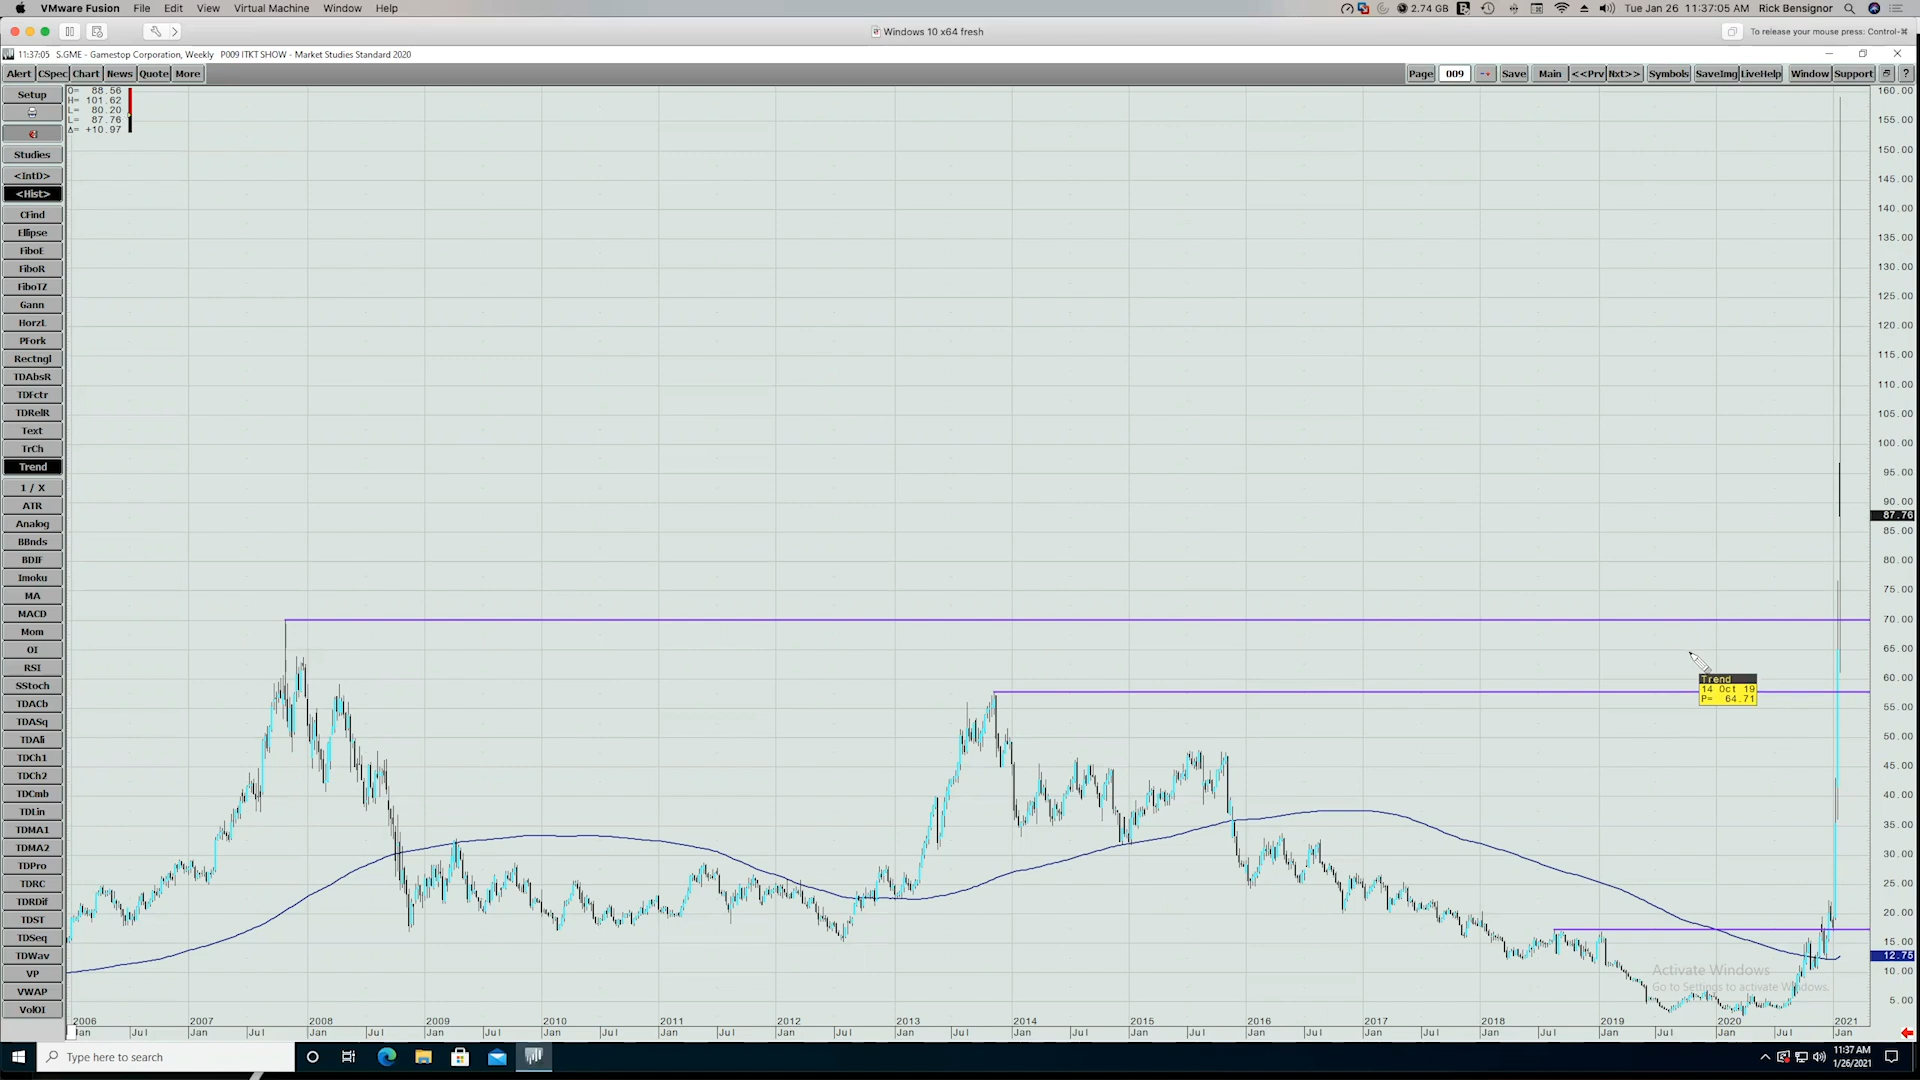 VMware Fusion File Edit View Virtual Machine Window Help 2.74 GB Tue Jan 26 11:37:05 AM Rick Bensignor
Windows 10 x64 fresh To release your mouse press: Control-⌘
11:37:05 S.GME - Gamestop Corporation, Weekly P009 ITKT SHOW - Market Studies Standard 2020
Alert CSpec Chart News Quote More Page 009 Save Main <<Prv Nxt>> Symbols SaveImg LiveHelp Window Support ?
Setup
Studies
<IntD>
<Hist>
CFind
Ellipse
FiboE
FiboR
FiboTZ
Gann
HorzL
PFork
Rectngl
TDAbsR
TDFctr
TDRelR
Text
TrCh
Trend
1 / X
ATR
Analog
BBnds
BDIF
Imoku
MA
MACD
Mom
OI
RSI
SStoch
TDACb
TDASq
TDAli
TDCh1
TDCh2
TDCmb
TDLin
TDMA1
TDMA2
TDPro
TDRC
TDRDif
TDST
TDSeq
TDWav
VP
VWAP
VolOI
O= 88.56
H= 101.62
L= 80.20
L= 87.76
Δ= +10.97
160.00
155.00
150.00
145.00
140.00
135.00
130.00
125.00
120.00
115.00
110.00
105.00
100.00
95.00
90.00
87.76
85.00
80.00
75.00
70.00
65.00
60.00
55.00
50.00
45.00
40.00
35.00
30.00
25.00
20.00
15.00
12.75
10.00
5.00
Trend
14 Oct 19
P= 64.71
Activate Windows
Go to Settings to activate Windows.
2006 2007 2008 2009 2010 2011 2012 2013 2014 2015 2016 2017 2018 2019 2020 2021
Jan Jul Jan Jul Jan Jul Jan Jul Jan Jul Jan Jul Jan Jul Jan Jul Jan Jul Jan Jul Jan Jul Jan Jul Jan Jul Jan Jul Jan Jul Jan
Type here to search
11:37 AM
1/26/2021